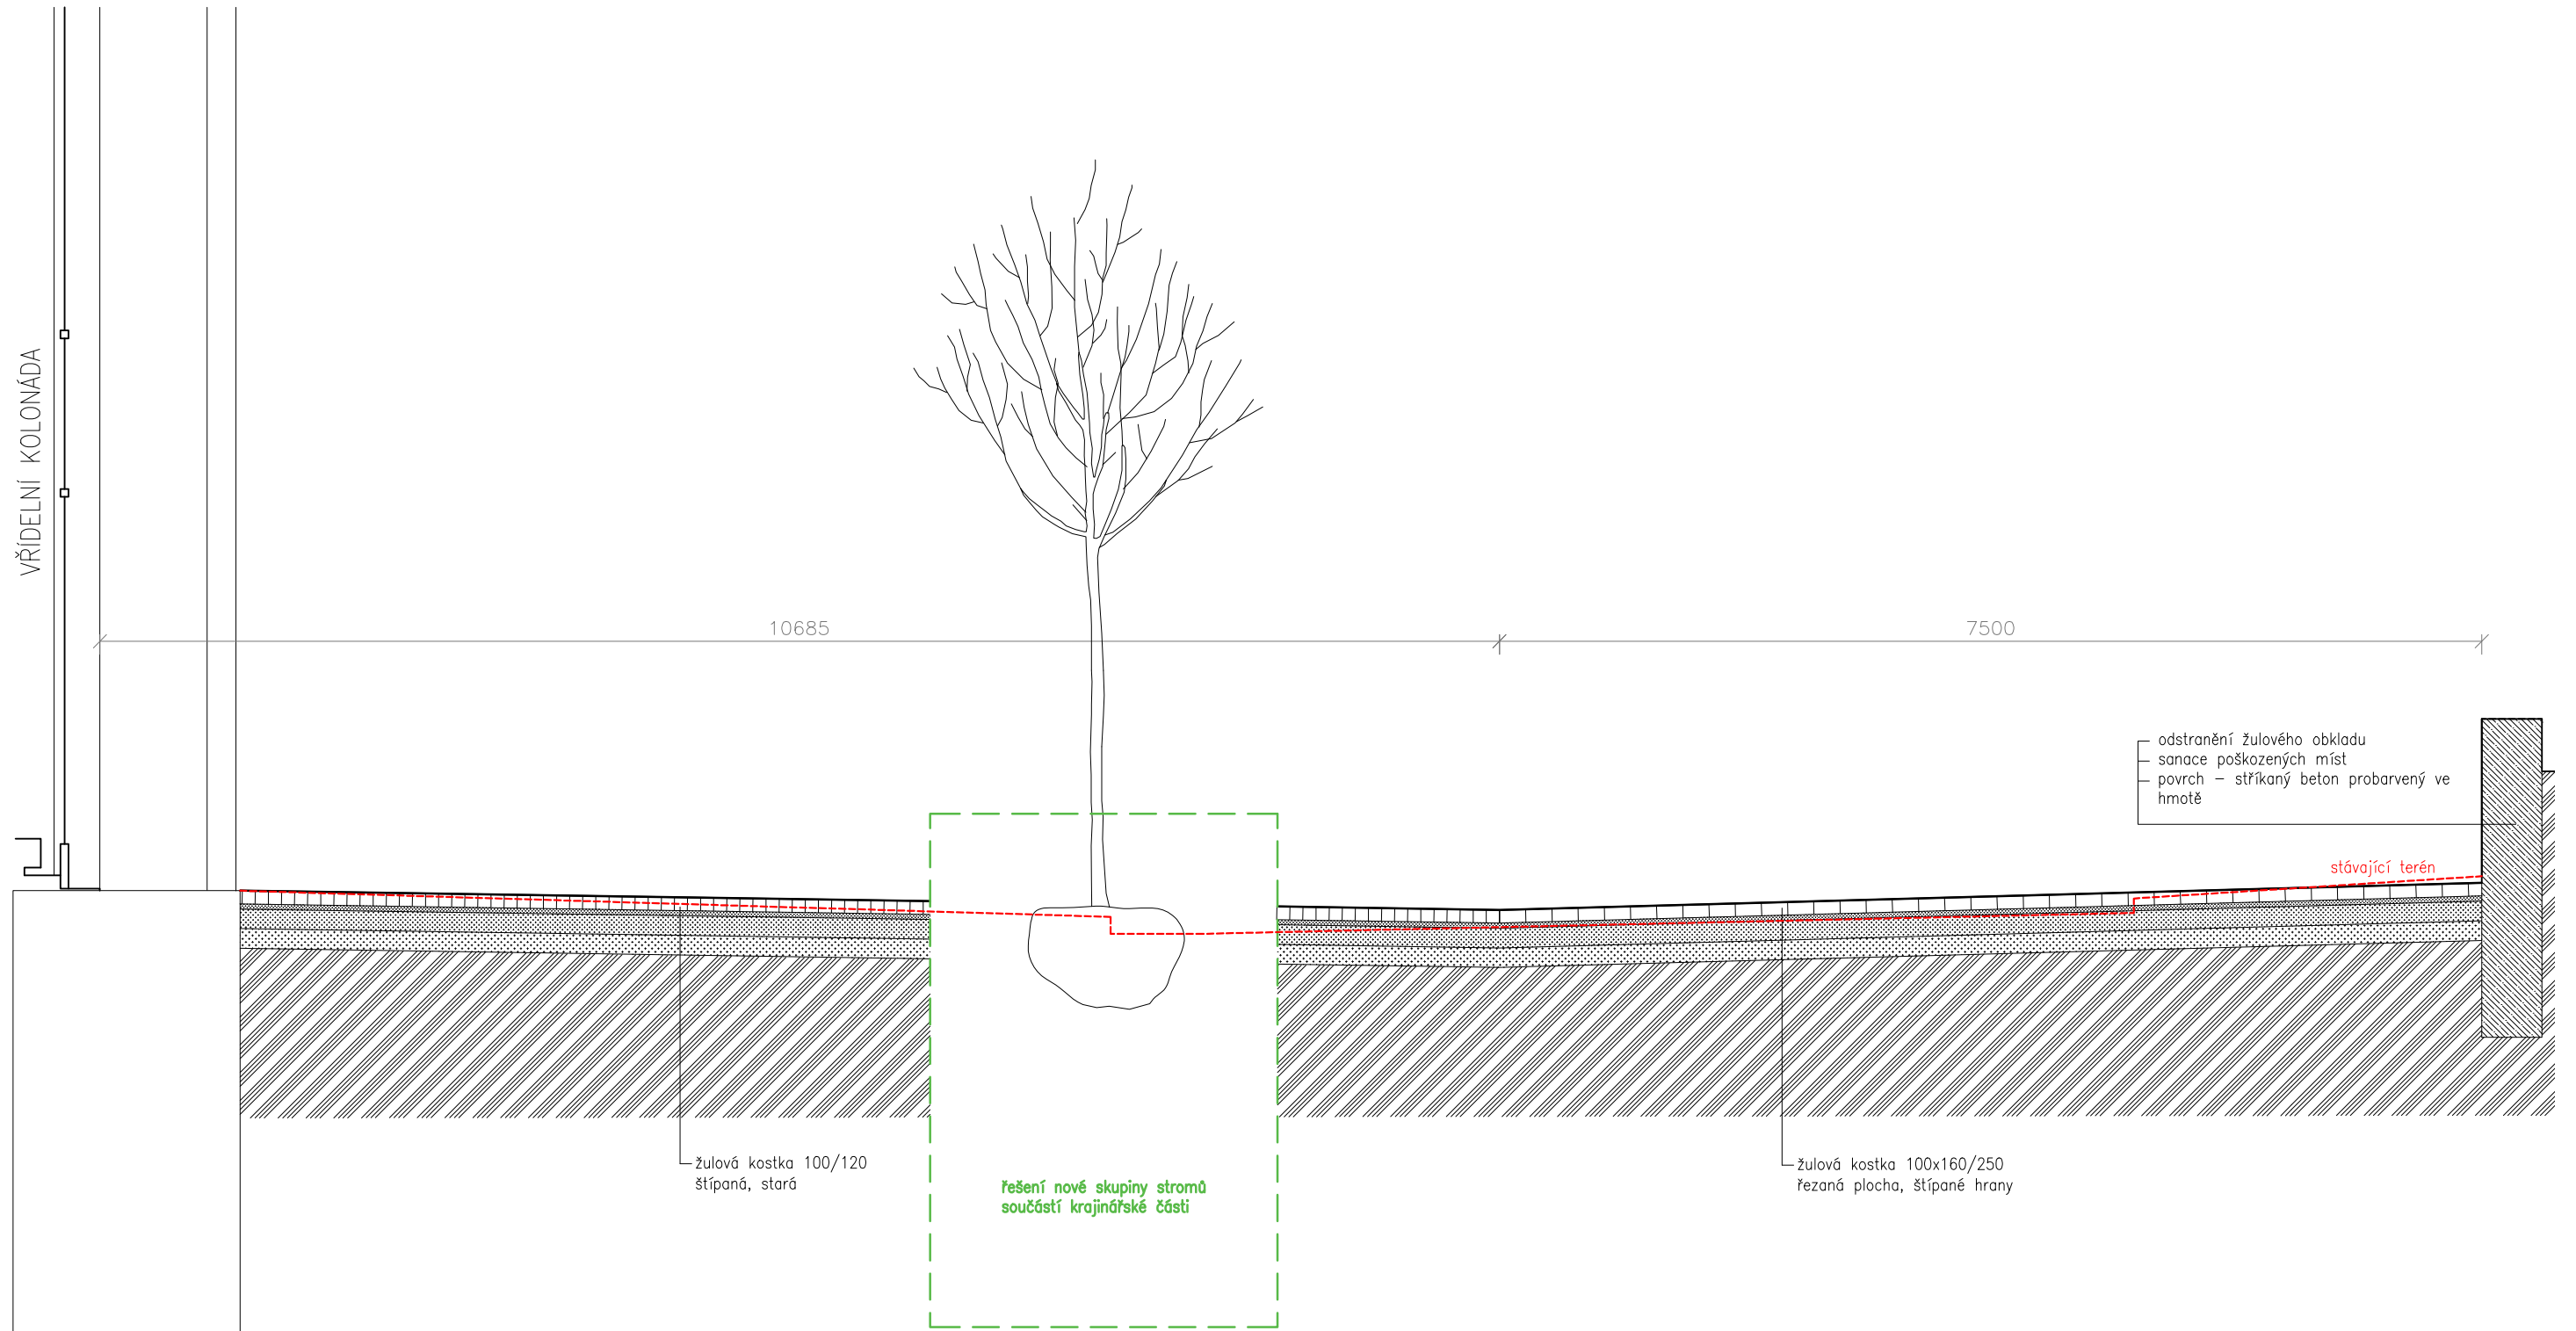 VŘÍDELNÍ KOLONÁDA
10685
7500
odstranění žulového obkladu
sanace poškozených míst
povrch – stříkaný beton probarvený ve
hmotě
stávající terén
žulová kostka 100/120
štípaná, stará
řešení nové skupiny stromů
součástí krajinářské části
žulová kostka 100x160/250
řezaná plocha, štípané hrany